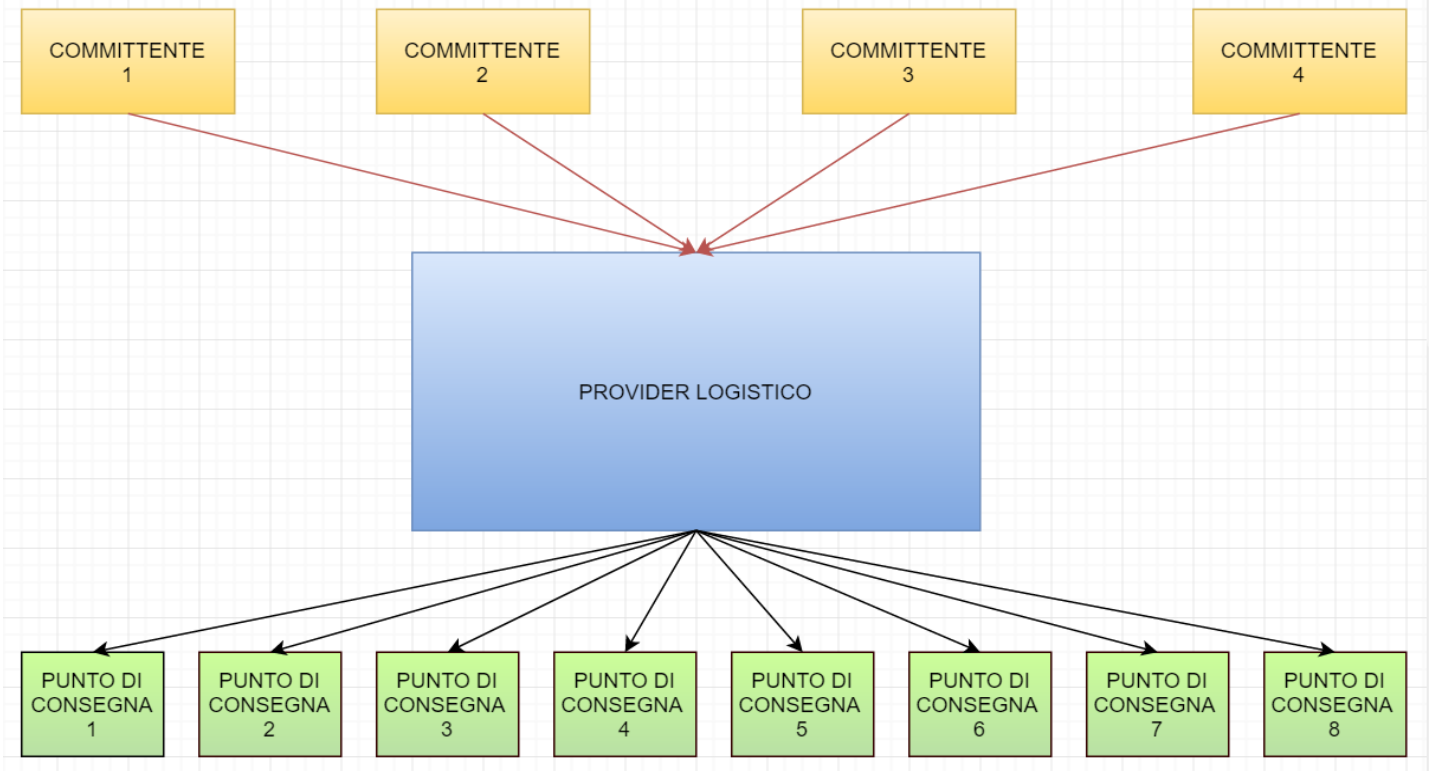 COMMITTENTE
1
COMMITTENTE
2
COMMITTENTE
3
COMMITTENTE
4
PROVIDER LOGISTICO
PUNTO DI
CONSEGNA
1
PUNTO DI
CONSEGNA
2
PUNTO DI
CONSEGNA
3
PUNTO DI
CONSEGNA
4
PUNTO DI
CONSEGNA
5
PUNTO DI
CONSEGNA
6
PUNTO DI
CONSEGNA
7
PUNTO DI
CONSEGNA
8